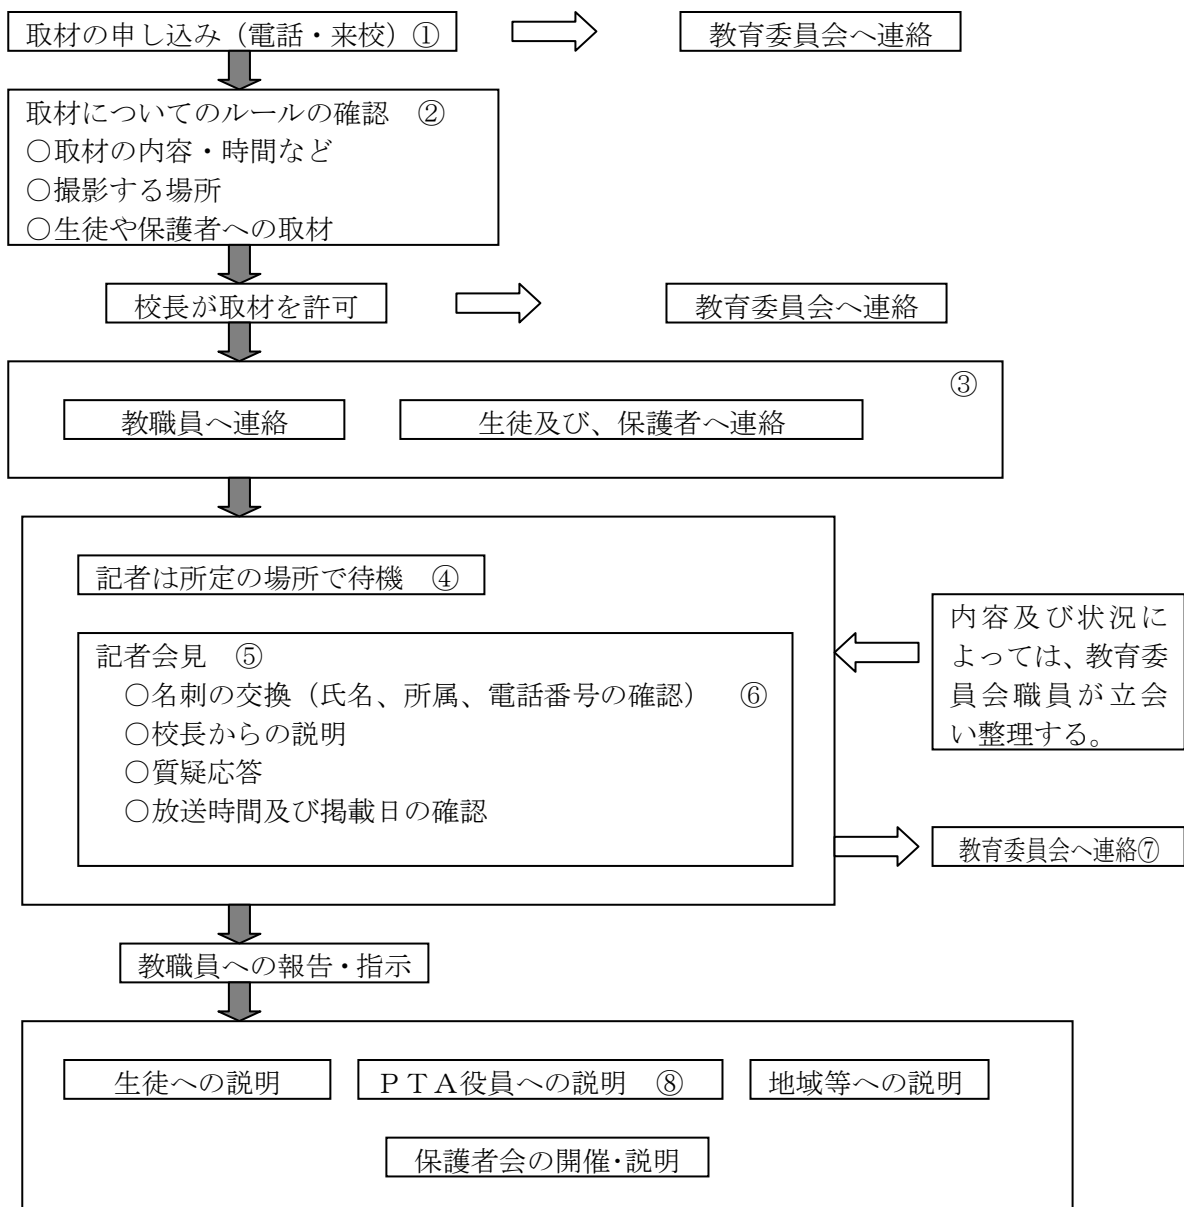 取材の申し込み（電話・来校）①
教育委員会へ連絡
取材についてのルールの確認　②
○取材の内容・時間など
○撮影する場所
○生徒や保護者への取材
校長が取材を許可
教育委員会へ連絡
③
教職員へ連絡
生徒及び、保護者へ連絡
記者は所定の場所で待機　④
記者会見　⑤
○名刺の交換（氏名、所属、電話番号の確認）　⑥
○校長からの説明
○質疑応答
○放送時間及び掲載日の確認
内容及び状況に
よっては、教育委
員会職員が立会
い整理する。
教育委員会へ連絡⑦
教職員への報告・指示
生徒への説明
ＰＴＡ役員への説明　⑧
地域等への説明
保護者会の開催・説明